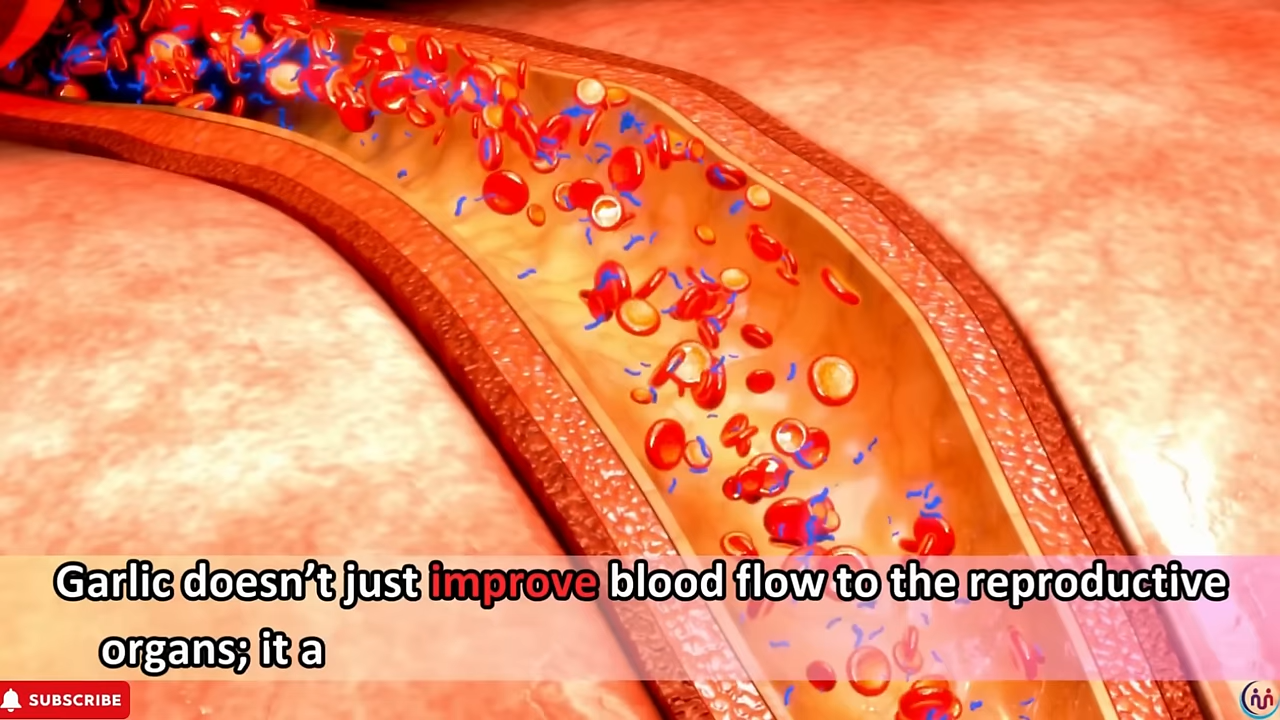 Garlic doesn’t just improve blood flow to the reproductive
organs; it a
SUBSCRIBE